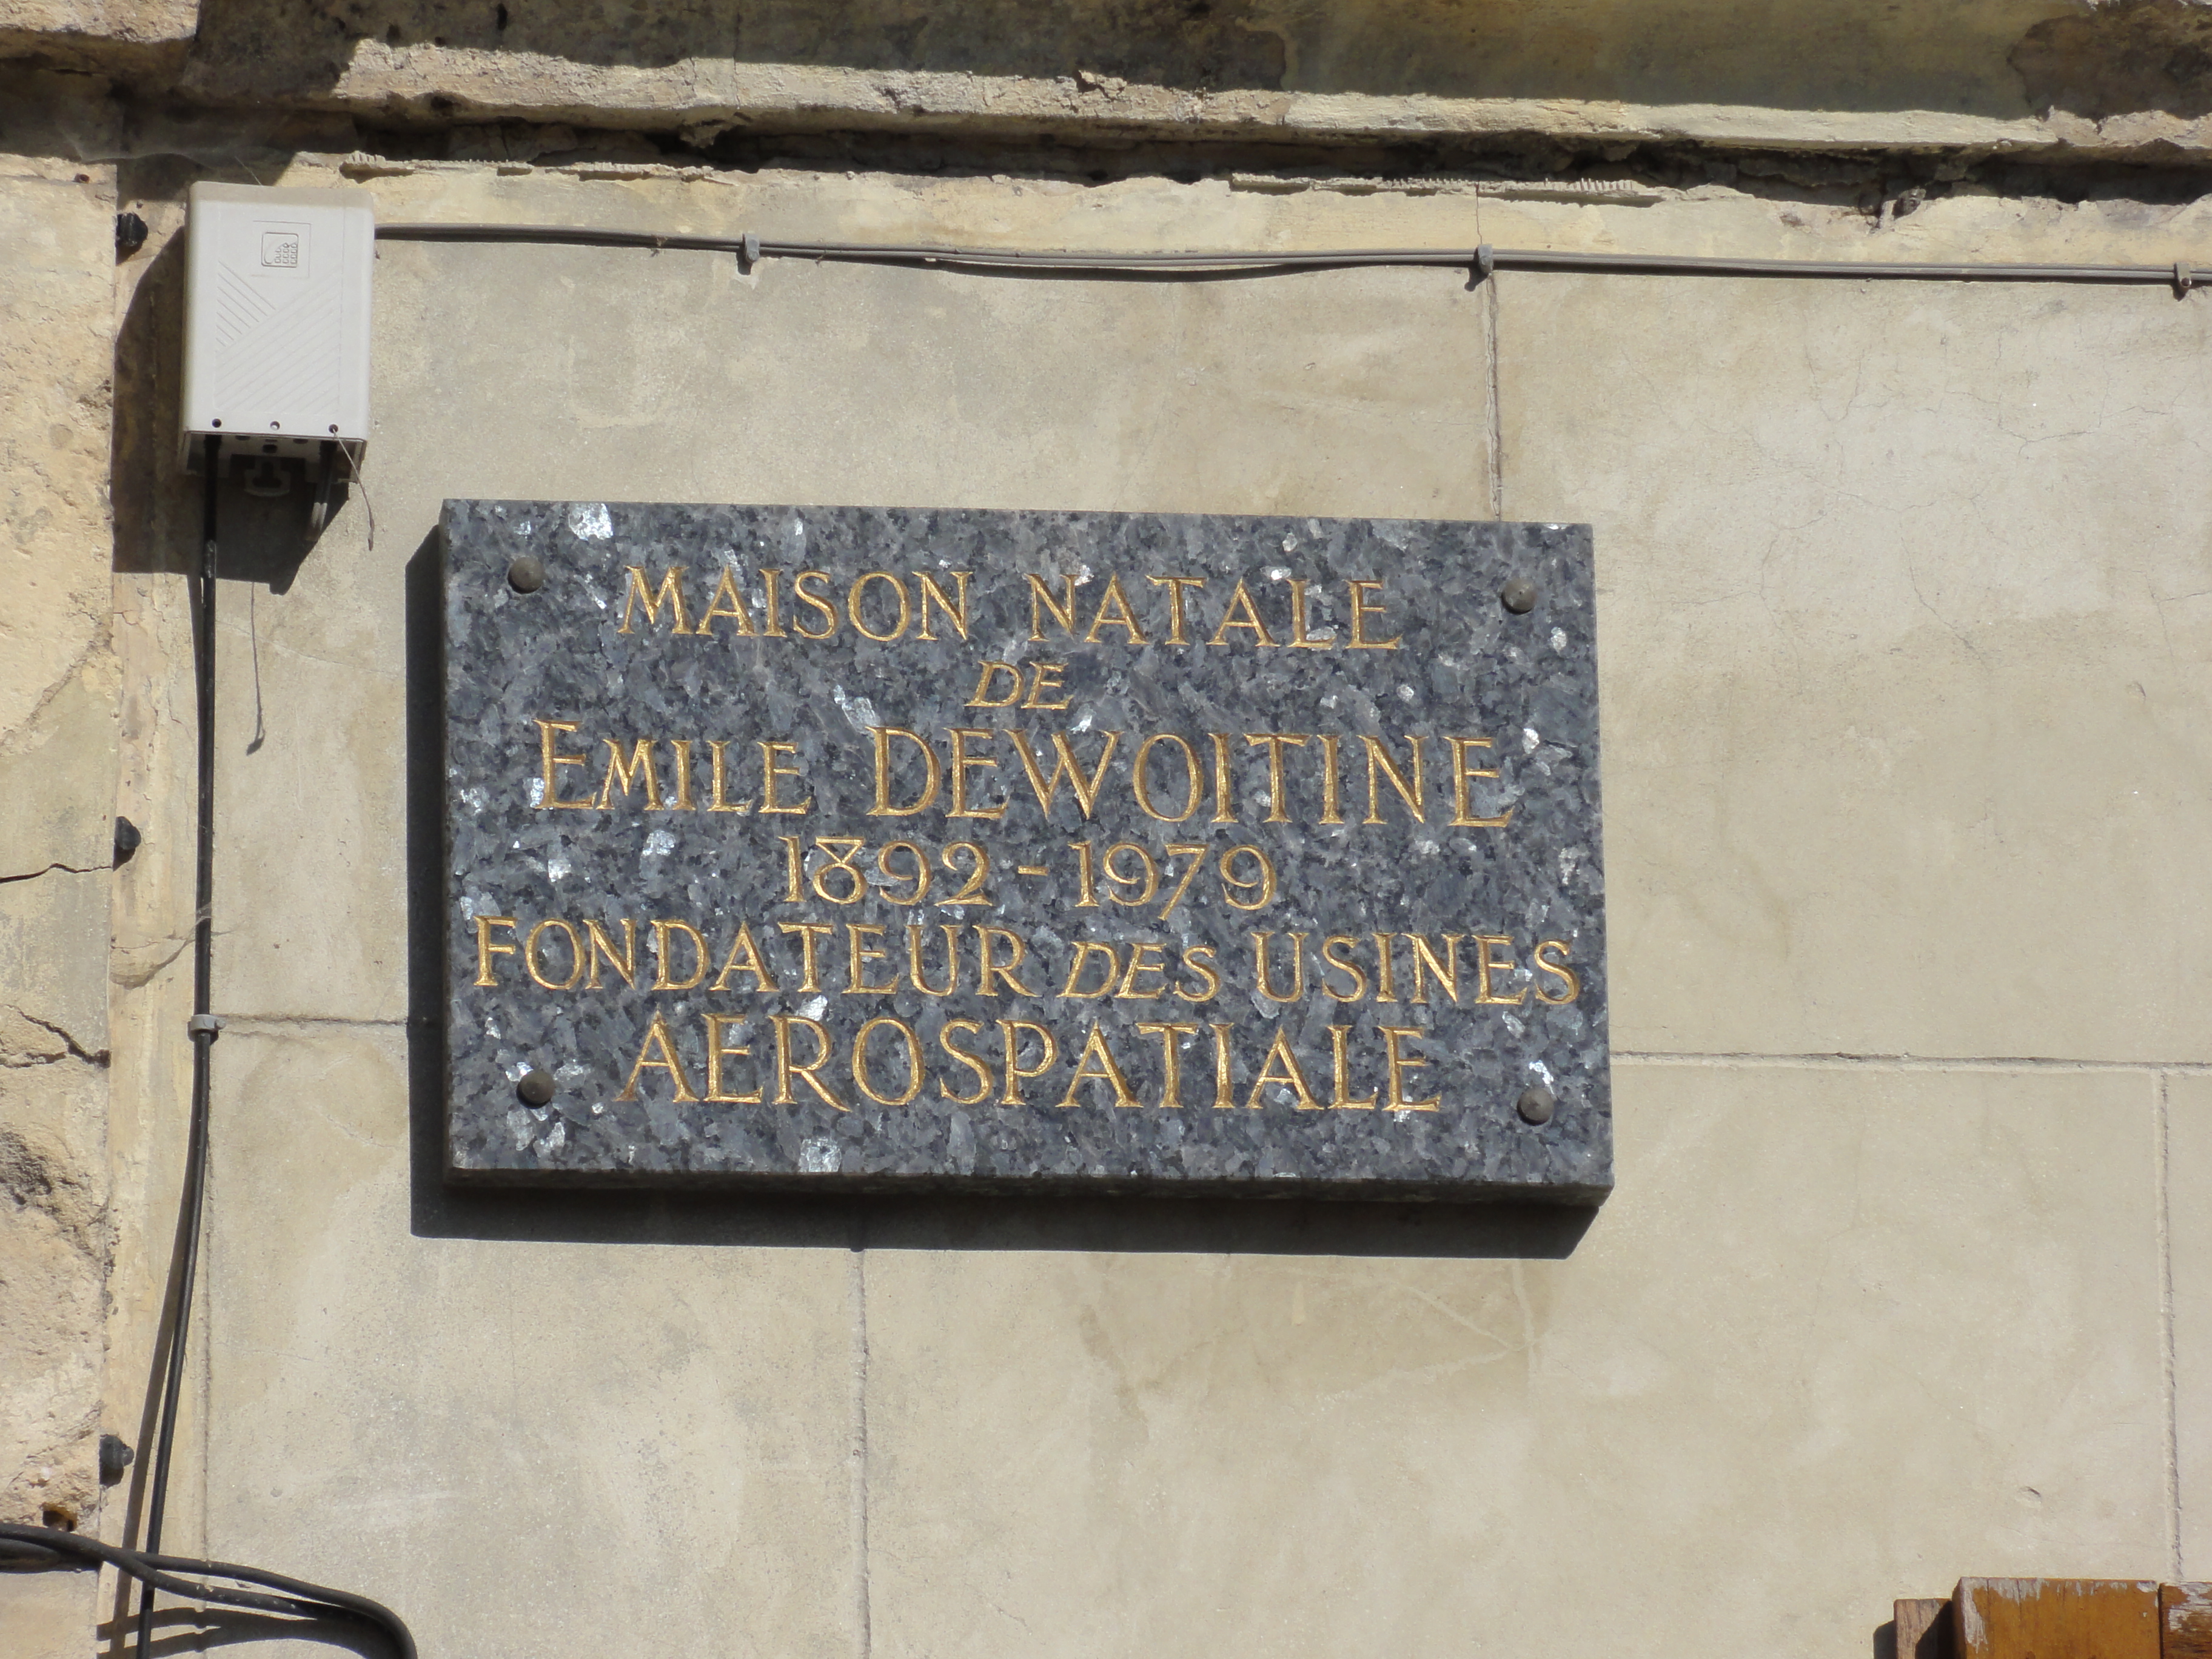 MAISON NATALE
DE
EMILE DEWOITINE
1892 - 1979
FONDATEUR DES USINES
AEROSPATIALE